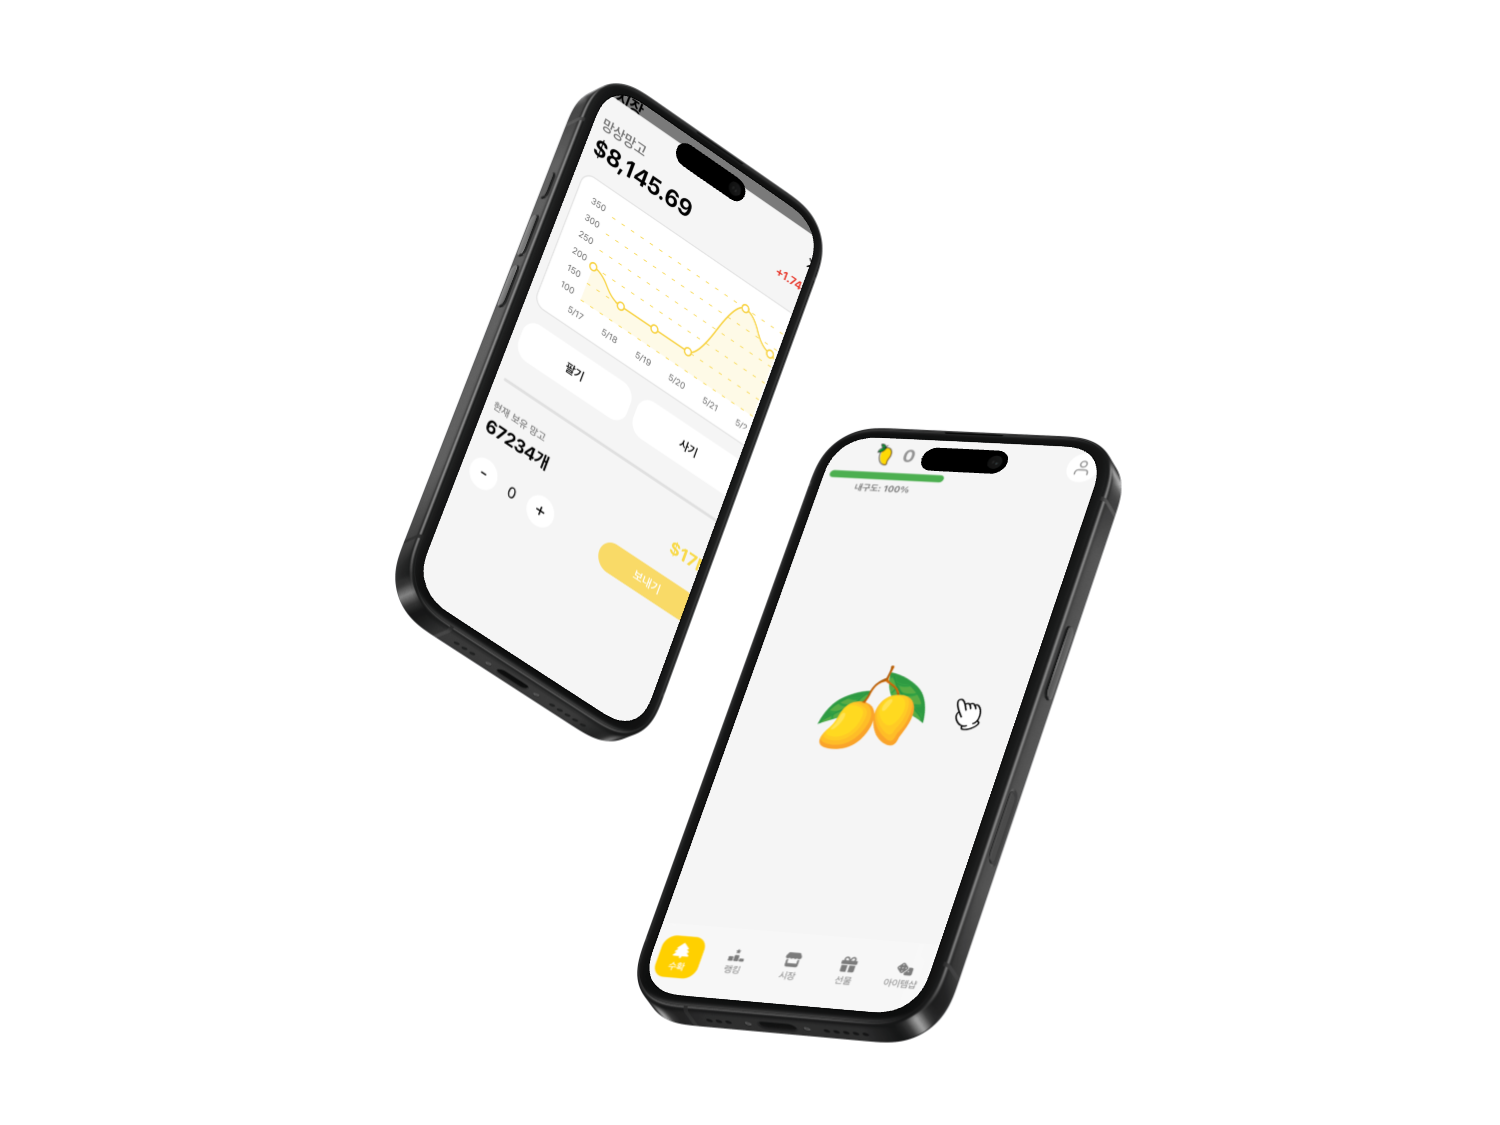 시장
망상망고
$8,145.69
+1.74
350
300
250
200
150
100
5/17
5/18
5/19
5/20
5/21
팔기
사기
현재 보유 망고
67234개
-
0
+
$171
보내기
0
내구도: 100%
수확
랭킹
시장
선물
아이템샵